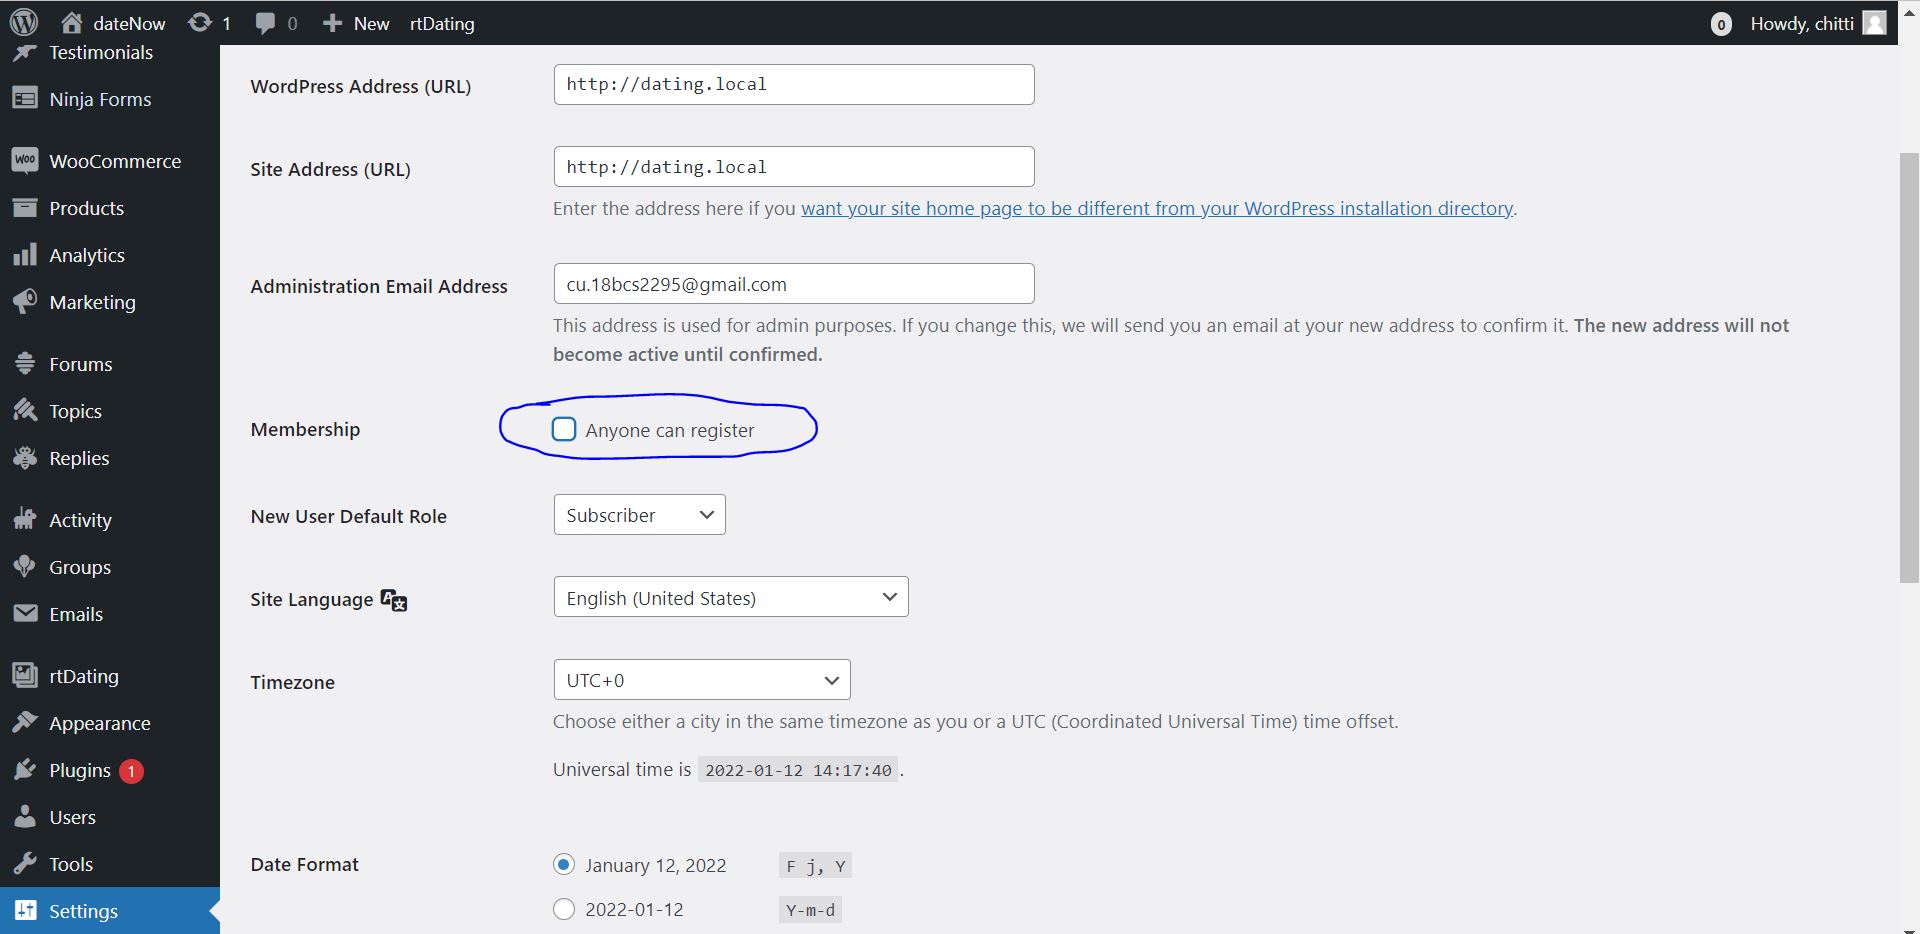 dateNow 1 0 New rtDating 0 Howdy, chitti
Testimonials
Ninja Forms
WOO WooCommerce
Products
Analytics
Marketing
Forums
Topics
Replies
Activity
Groups
Emails
rtDating
Appearance
Plugins 1
Users
Tools
Settings
WordPress Address (URL) http://dating.local
Site Address (URL) http://dating.local
Enter the address here if you want your site home page to be different from your WordPress installation directory.
Administration Email Address cu.18bcs2295@gmail.com
This address is used for admin purposes. If you change this, we will send you an email at your new address to confirm it. The new address will not
become active until confirmed.
Membership Anyone can register
New User Default Role Subscriber
Site Language English (United States)
Timezone UTC+0
Choose either a city in the same timezone as you or a UTC (Coordinated Universal Time) time offset.
Universal time is 2022-01-12 14:17:40 .
Date Format January 12, 2022 F j, Y
2022-01-12 Y-m-d